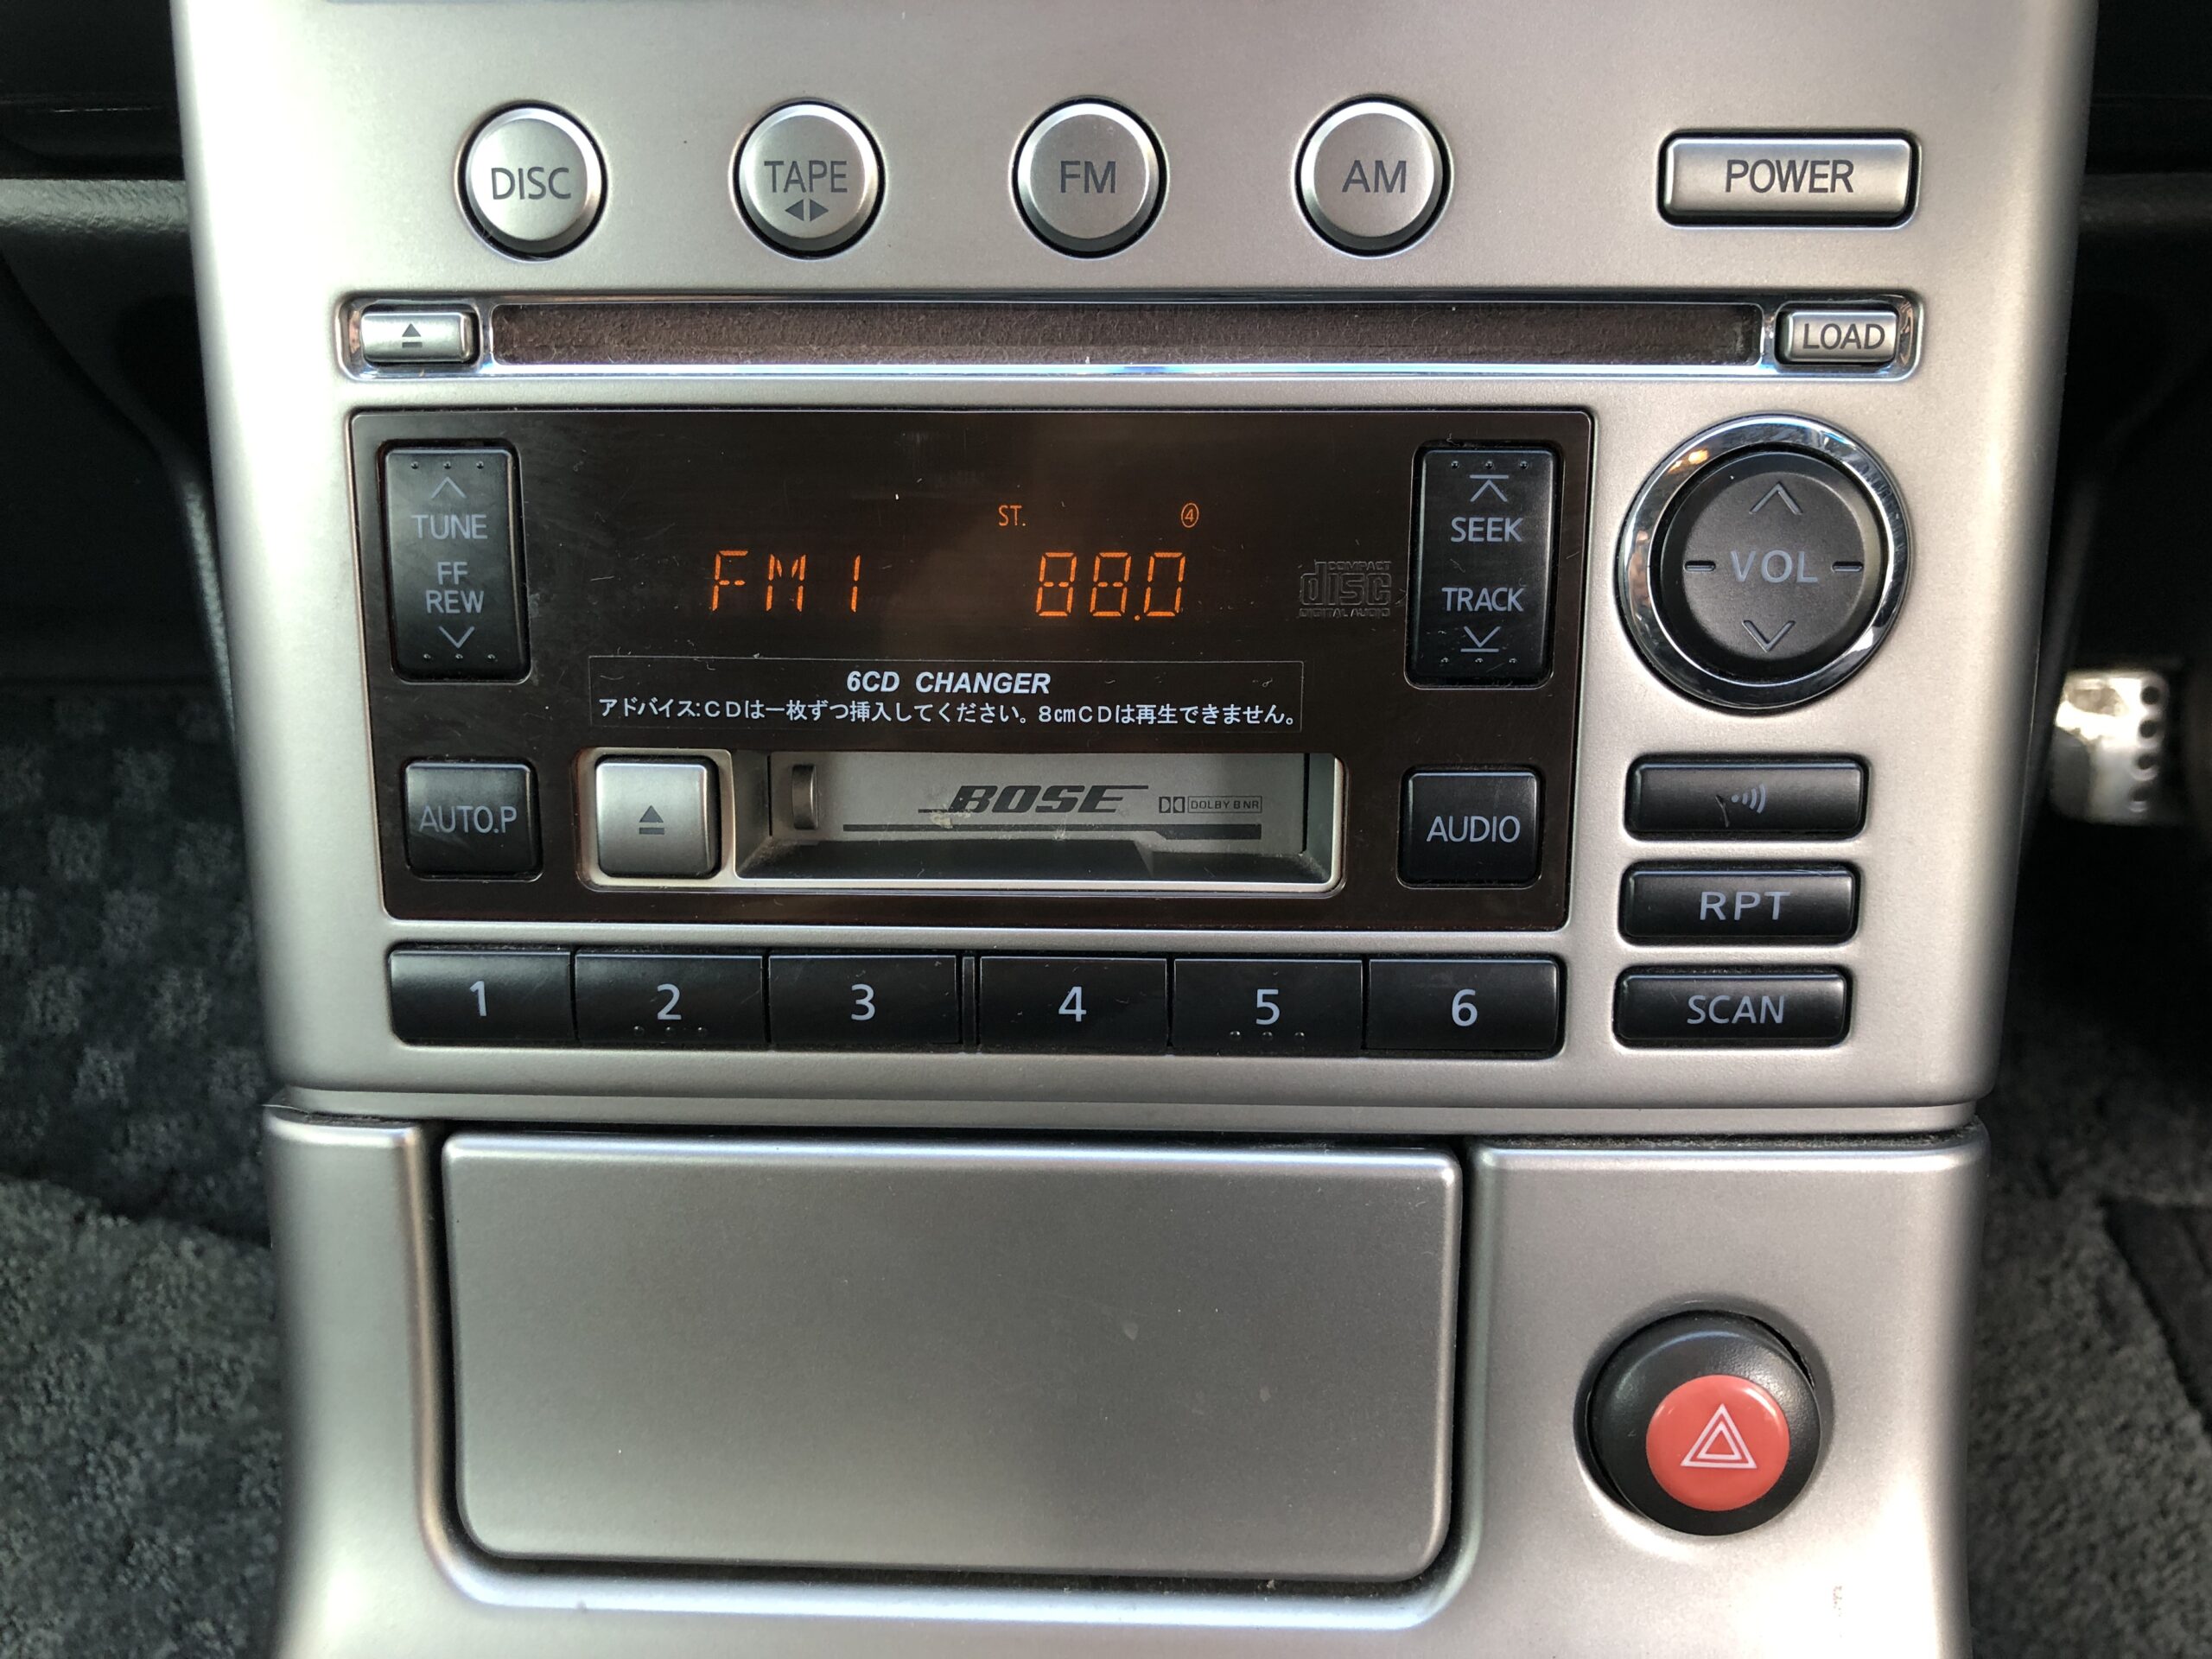 DISC
TAPE
FM
AM
POWER
LOAD
TUNE
FF
REW
ST. ④
FM1 88.0
COMPACT
disc
DIGITAL AUDIO
SEEK
TRACK
VOL
6CD CHANGER
アドバイス:CDは一枚ずつ挿入してください。8cmCDは再生できません。
AUTO.P
BOSE
DOLBY B NR
AUDIO
RPT
1 2 3 4 5 6
SCAN